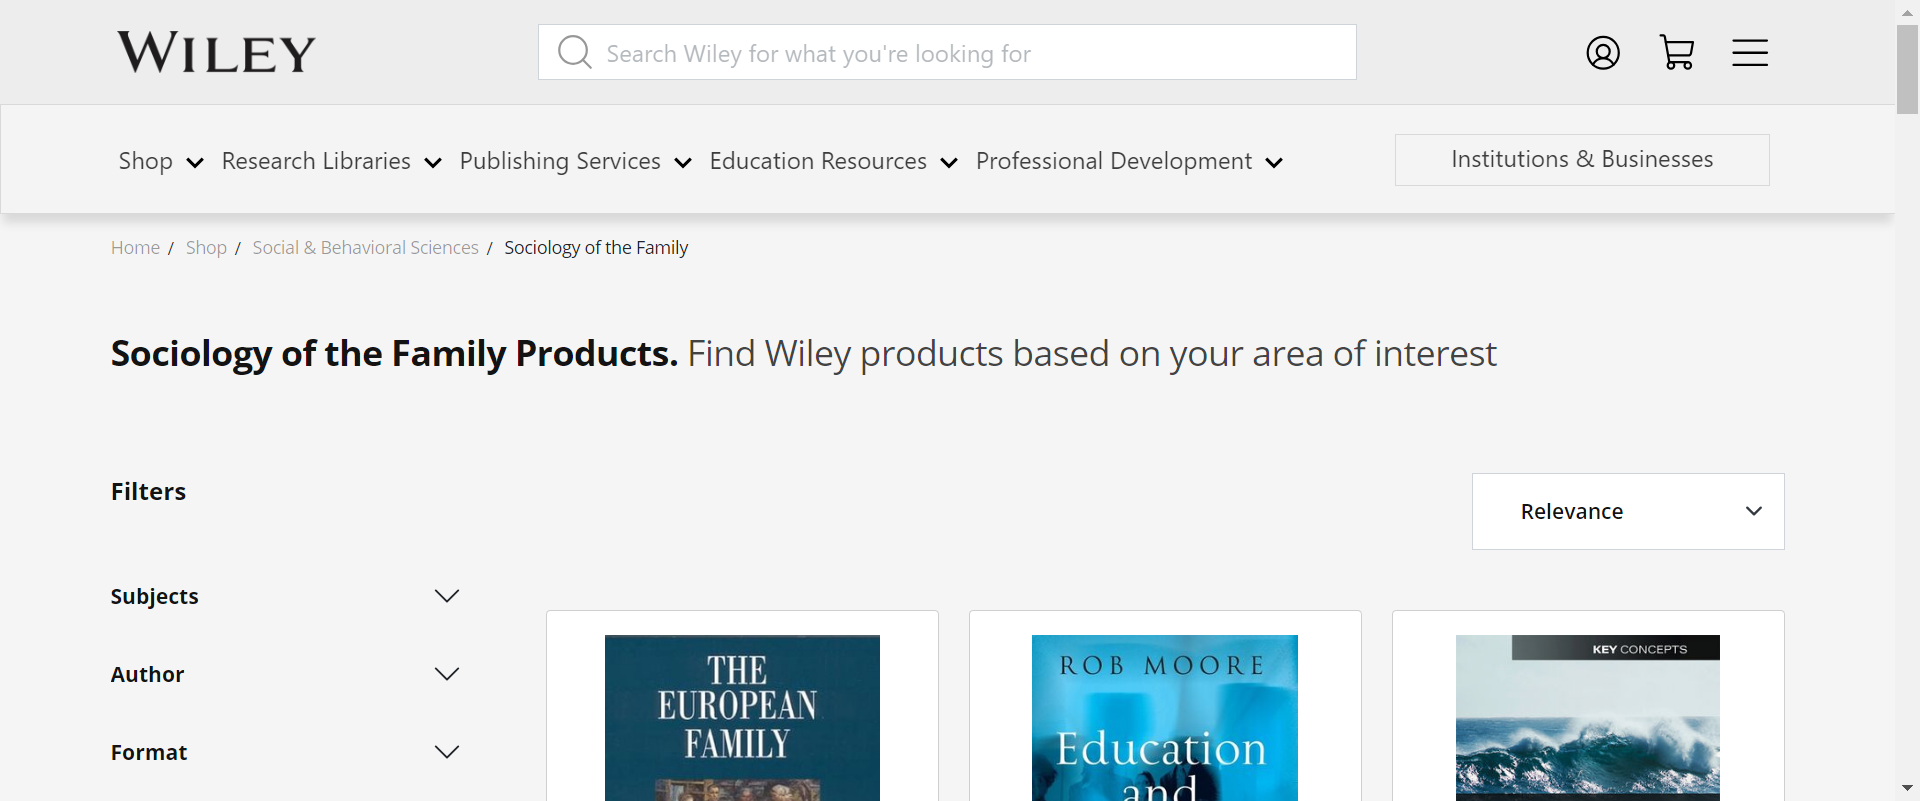 WILEY
Search Wiley for what you're looking for
Shop Research Libraries Publishing Services Education Resources Professional Development Institutions & Businesses
Home / Shop / Social & Behavioral Sciences / Sociology of the Family
Sociology of the Family Products. Find Wiley products based on your area of interest
Filters
Relevance
Subjects
Author
Format
THE
EUROPEAN
FAMILY
ROB MOORE
Education
and
KEY CONCEPTS